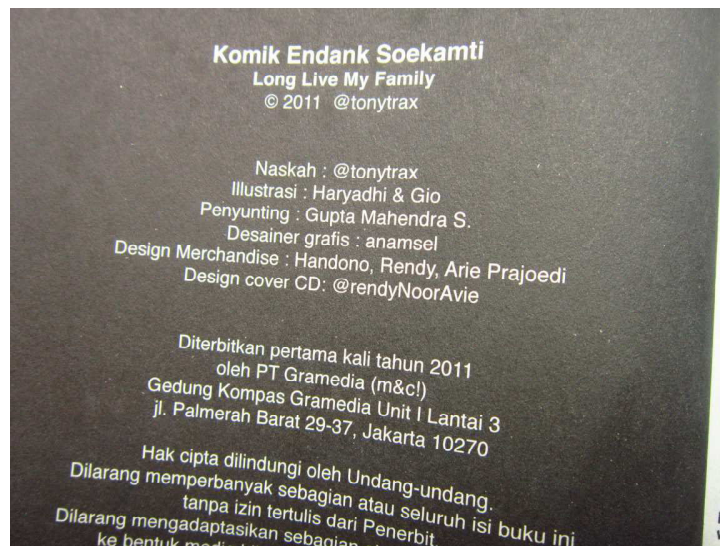 Komik Endank Soekamti
Long Live My Family
© 2011 @tonytrax
Naskah : @tonytrax
Illustrasi : Haryadhi & Gio
Penyunting : Gupta Mahendra S.
Desainer grafis : anamsel
Design Merchandise : Handono, Rendy, Arie Prajoedi
Design cover CD: @rendyNoorAvie
Diterbitkan pertama kali tahun 2011
oleh PT Gramedia (m&c!)
Gedung Kompas Gramedia Unit I Lantai 3
jl. Palmerah Barat 29-37, Jakarta 10270
Hak cipta dilindungi oleh Undang-undang.
Dilarang memperbanyak sebagian atau seluruh isi buku ini
tanpa izin tertulis dari Penerbit.
Dilarang mengadaptasikan sebagian
ke bentuk